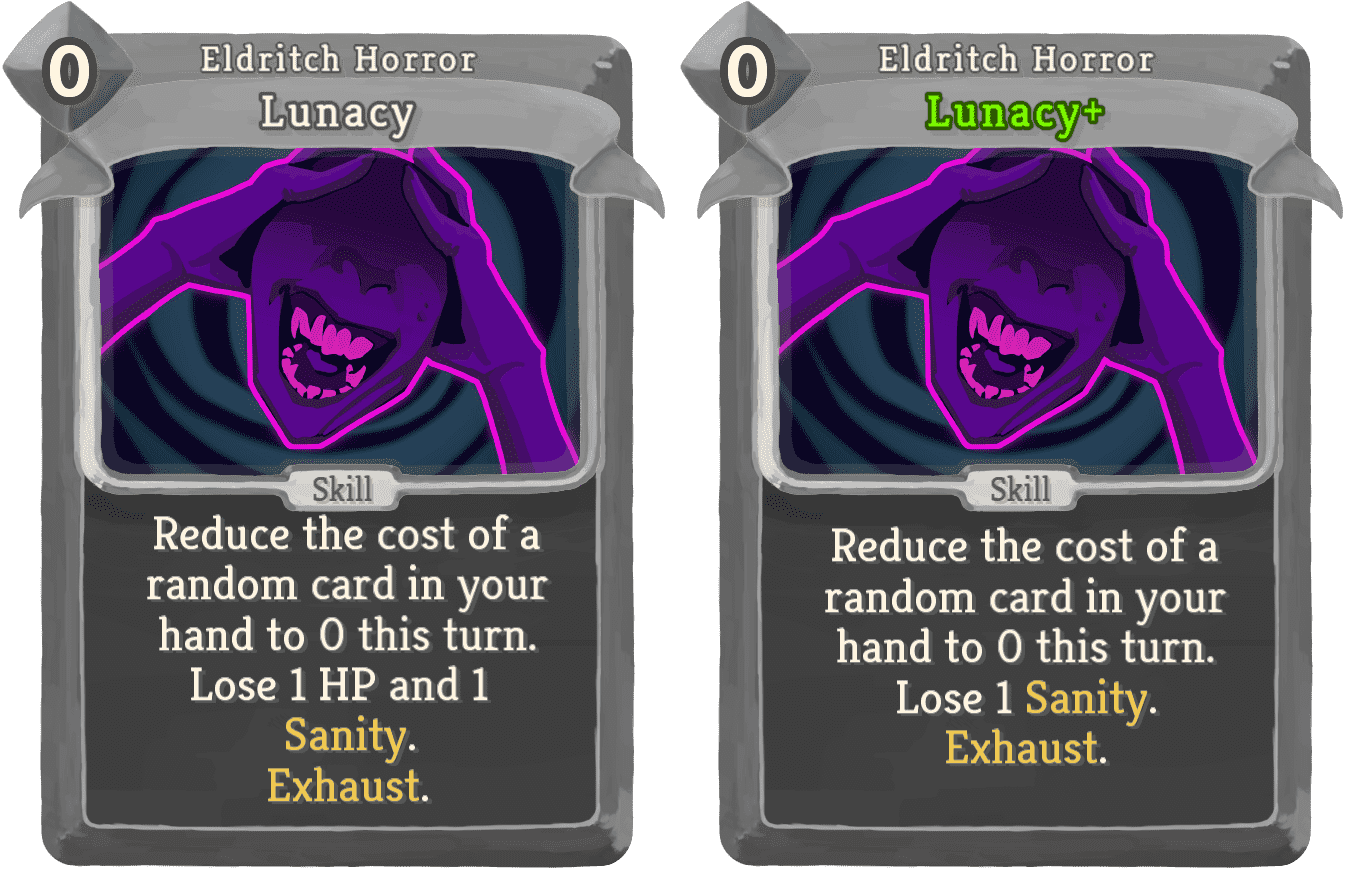 0
Eldritch Horror
Lunacy
Skill
Reduce the cost of a
random card in your
hand to 0 this turn.
Lose 1 HP and 1
Sanity.
Exhaust.
0
Eldritch Horror
Lunacy+
Skill
Reduce the cost of a
random card in your
hand to 0 this turn.
Lose 1 Sanity.
Exhaust.